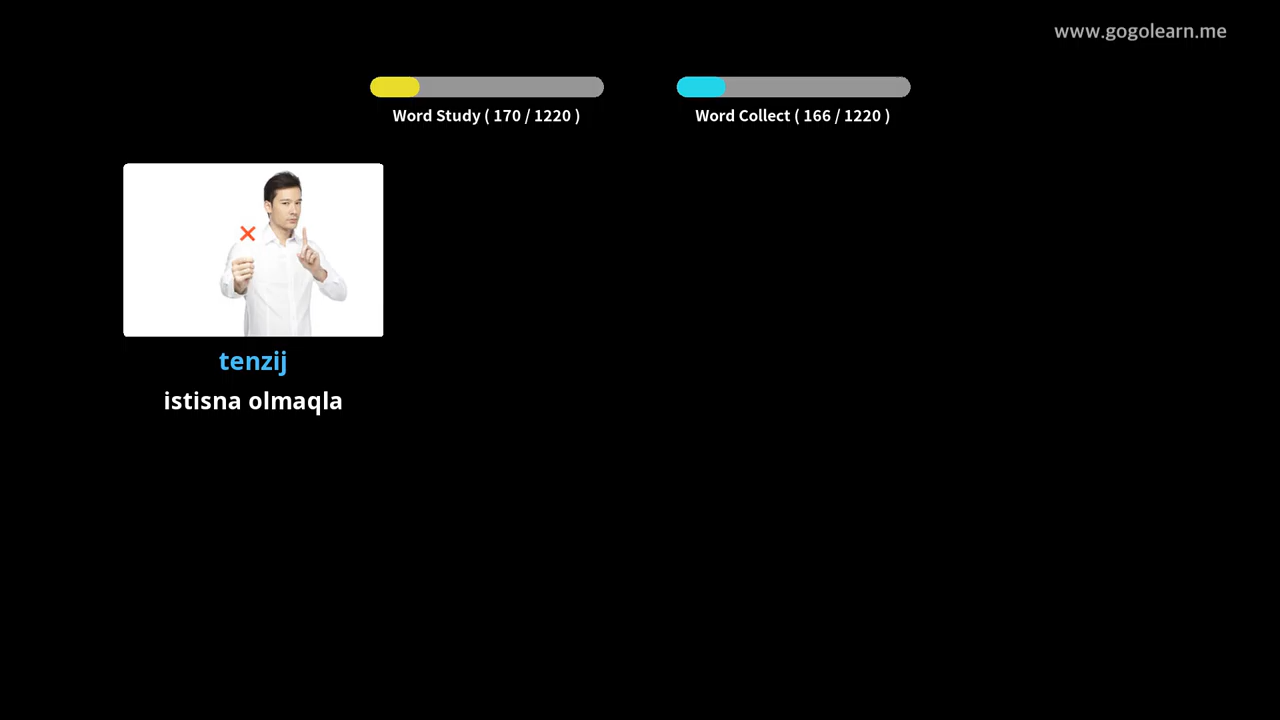 www.gogolearn.me
Word Study ( 170 / 1220 )
Word Collect ( 166 / 1220 )
tenzij
istisna olmaqla